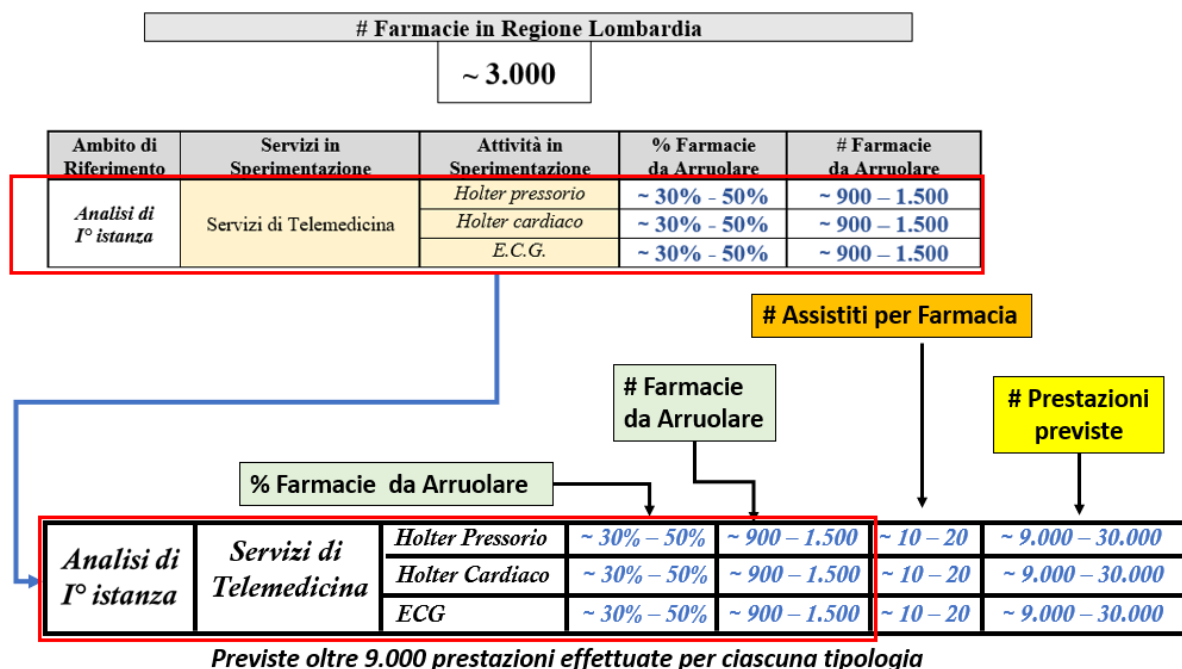 # Farmacie in Regione Lombardia
~ 3.000
Ambito di Riferimento Servizi in Sperimentazione Attività in Sperimentazione % Farmacie da Arruolare # Farmacie da Arruolare
Analisi di I° istanza Servizi di Telemedicina Holter pressorio ~ 30% - 50% ~ 900 – 1.500
Holter cardiaco ~ 30% - 50% ~ 900 – 1.500
E.C.G. ~ 30% - 50% ~ 900 – 1.500
# Assistiti per Farmacia
# Farmacie
da Arruolare
# Prestazioni
previste
% Farmacie da Arruolare
Analisi di I° istanza Servizi di Telemedicina Holter Pressorio ~ 30% – 50% ~ 900 – 1.500 ~ 10 – 20 ~ 9.000 – 30.000
Holter Cardiaco ~ 30% – 50% ~ 900 – 1.500 ~ 10 – 20 ~ 9.000 – 30.000
ECG ~ 30% – 50% ~ 900 – 1.500 ~ 10 – 20 ~ 9.000 – 30.000
Previste oltre 9.000 prestazioni effettuate per ciascuna tipologia